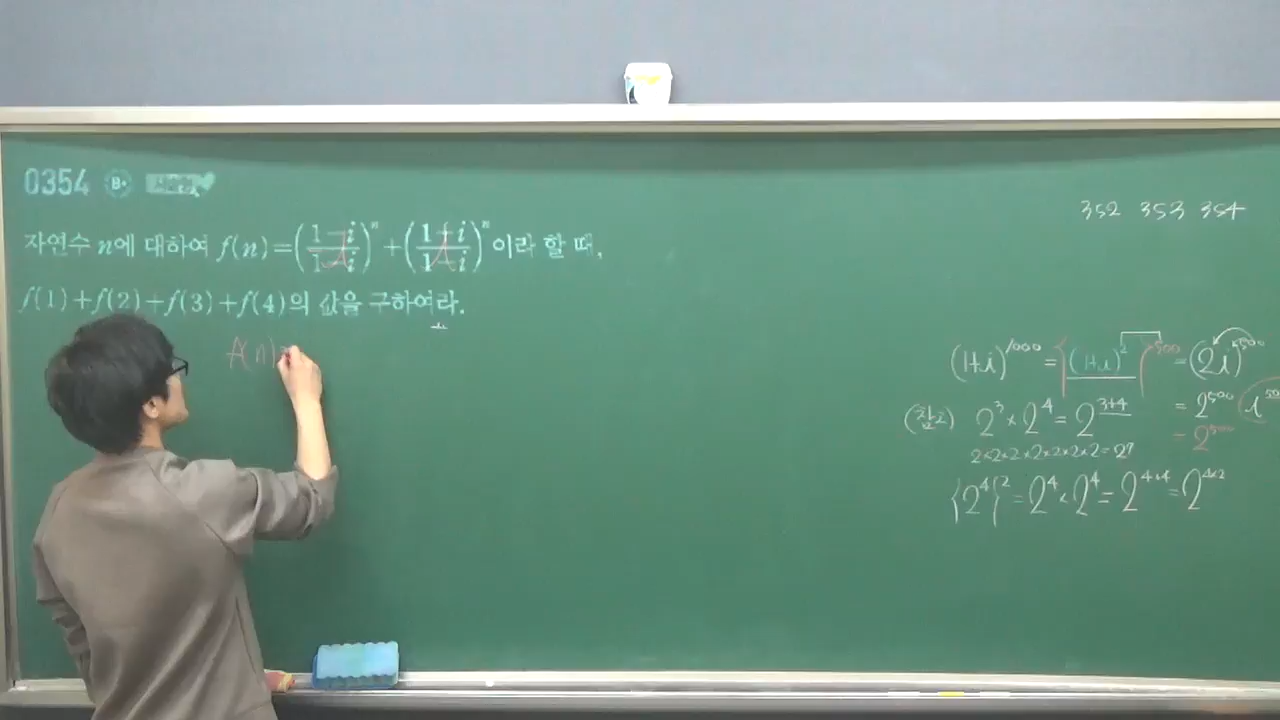 0354 B+
자연수 n에 대하여 f(n)=((1-i)/(1-i))^n+((1+i)/(1-i))^n이라 할 때,
f(1)+f(2)+f(3)+f(4)의 값을 구하여라.
f(n)=
352 353 354
(1+i)^1000 = {(1+i)^2}^500 = (2i)^500
= 2^500
= 2^500
(참고) 2^3 × 2^4 = 2^(3+4)
2×2×2×2×2×2×2=2^7
{2^4}^2 = 2^4 × 2^4 = 2^(4+4) = 2^(4×2)